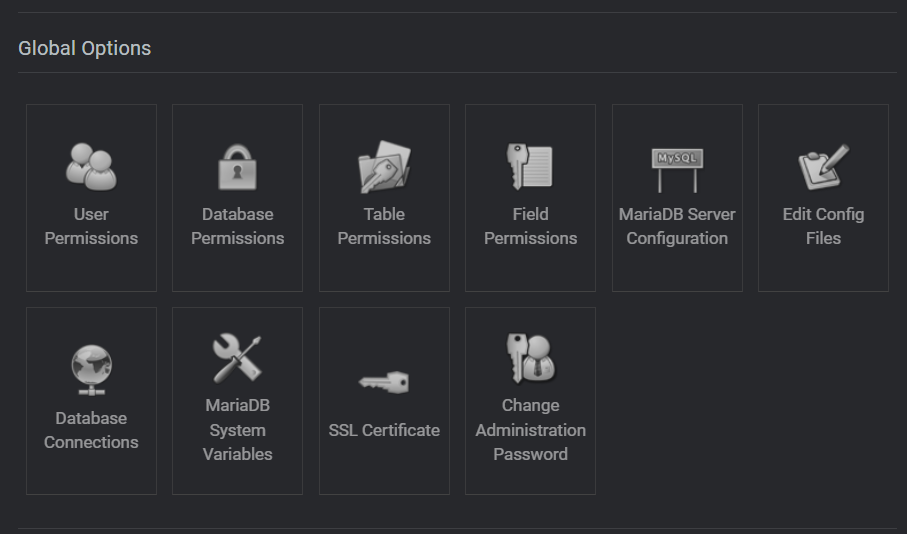 Global Options
User
Permissions
Database
Permissions
Table
Permissions
Field
Permissions
MySQL
MariaDB Server
Configuration
Edit Config
Files
Database
Connections
MariaDB
System
Variables
SSL Certificate
Change
Administration
Password